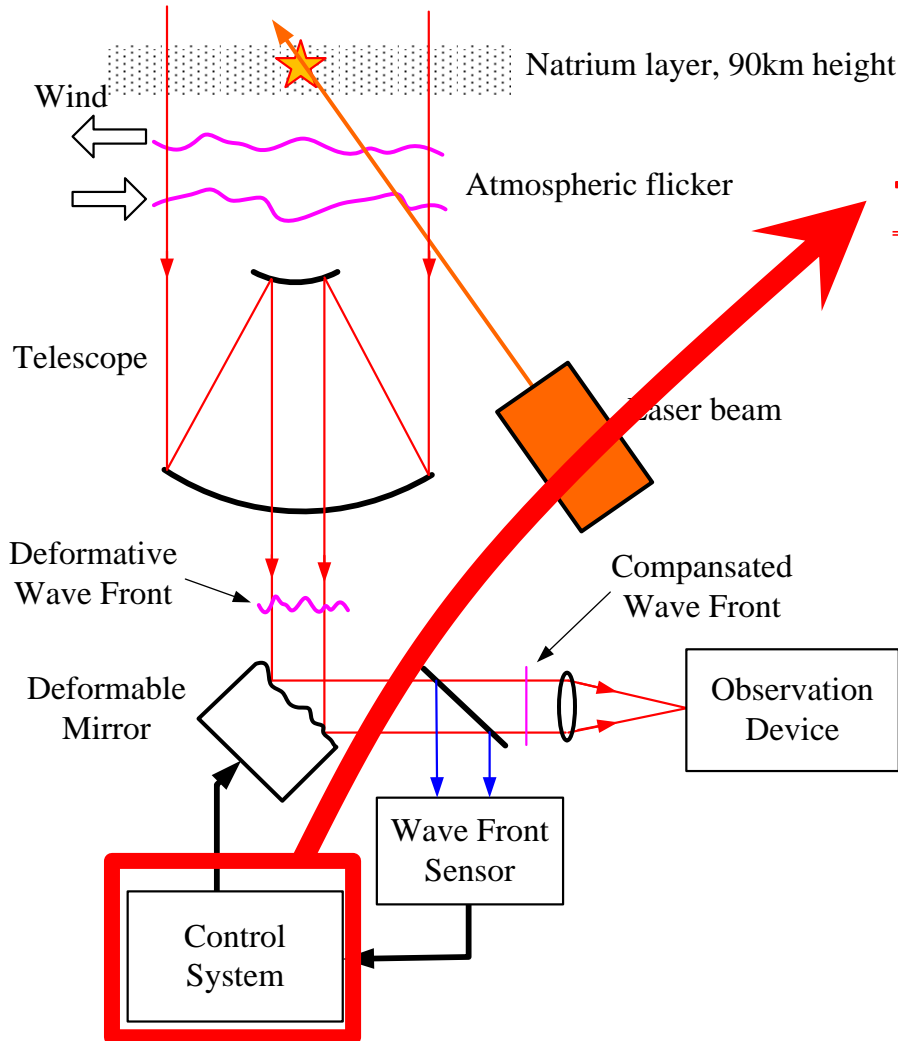 Natrium layer, 90km height
Wind
Atmospheric flicker
Telescope
Laser beam
Deformative
Wave Front
Compansated
Wave Front
Deformable
Mirror
Observation
Device
Wave Front
Sensor
Control
System